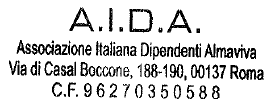 A.I.D.A.
Associazione Italiana Dipendenti Almaviva
Via di Casal Boccone, 188-190, 00137 Roma
C.F. 96270350588